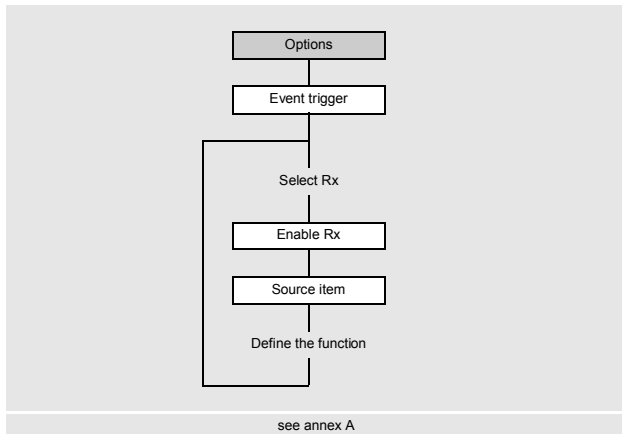 Options
Event trigger
Select Rx
Enable Rx
Source item
Define the function
see annex A